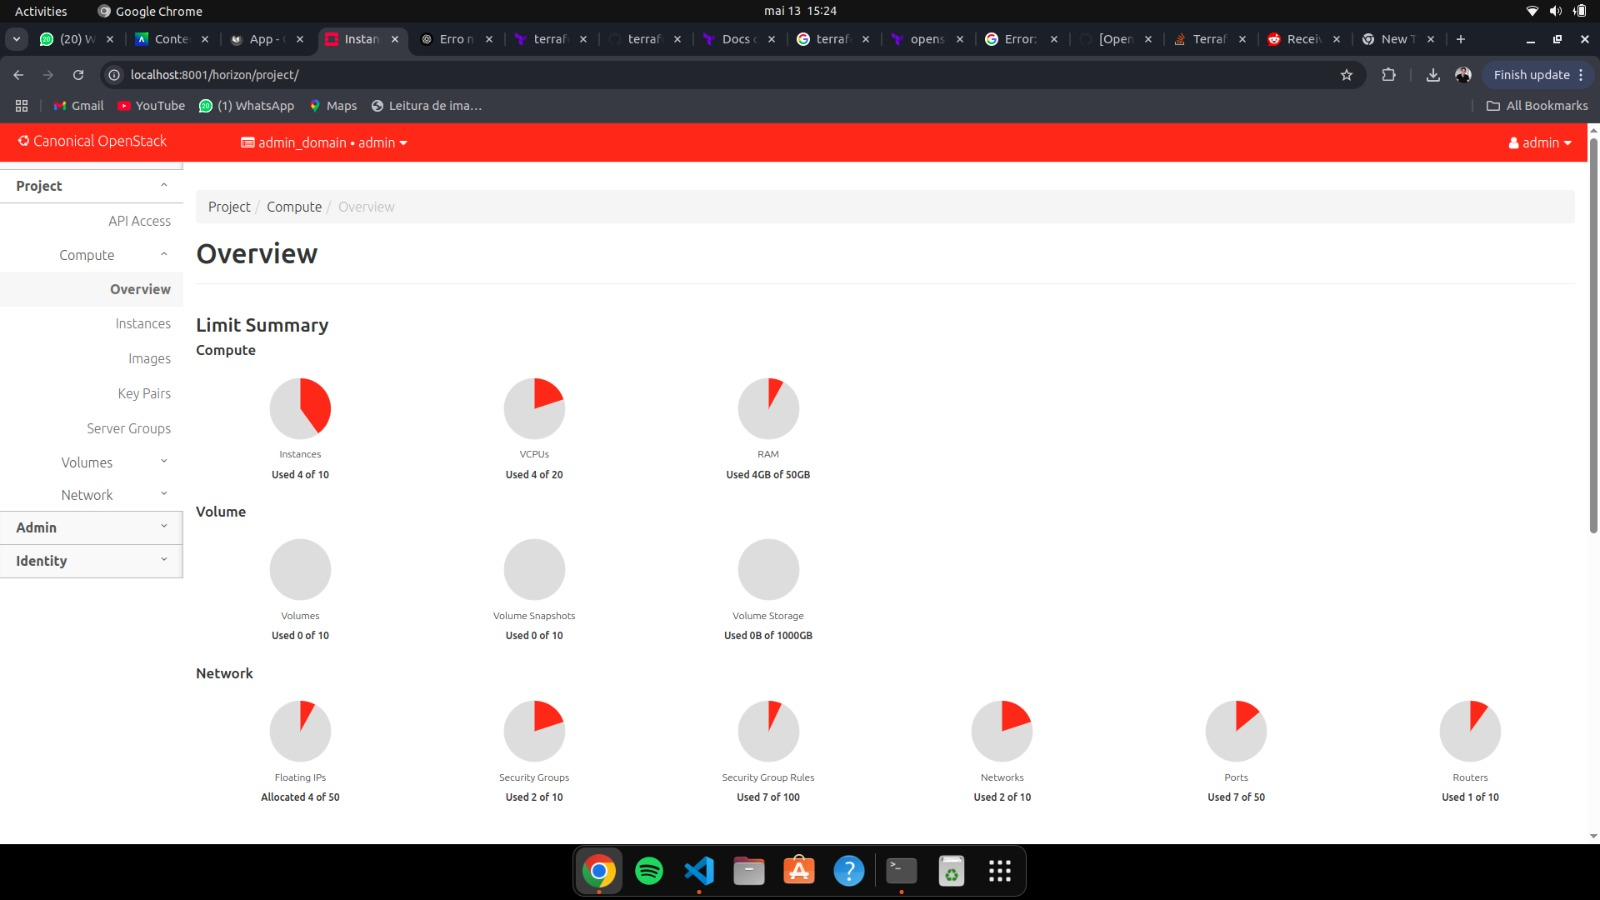 Activities
Google Chrome
mai 13 15:24
(20) W
Conte
App -
Instan
Erro n
terraf
terraf
Docs
terraf
opens
Error:
[Open
Terraf
Recei
New T
localhost:8001/horizon/project/
Finish update
Gmail
YouTube
(1) WhatsApp
Maps
Leitura de ima...
All Bookmarks
Canonical OpenStack
admin_domain • admin
admin
Project
API Access
Compute
Overview
Instances
Images
Key Pairs
Server Groups
Volumes
Network
Admin
Identity
Project / Compute / Overview
Overview
Limit Summary
Compute
Instances
Used 4 of 10
VCPUs
Used 4 of 20
RAM
Used 4GB of 50GB
Volume
Volumes
Used 0 of 10
Volume Snapshots
Used 0 of 10
Volume Storage
Used 0B of 1000GB
Network
Floating IPs
Allocated 4 of 50
Security Groups
Used 2 of 10
Security Group Rules
Used 7 of 100
Networks
Used 2 of 10
Ports
Used 7 of 50
Routers
Used 1 of 10